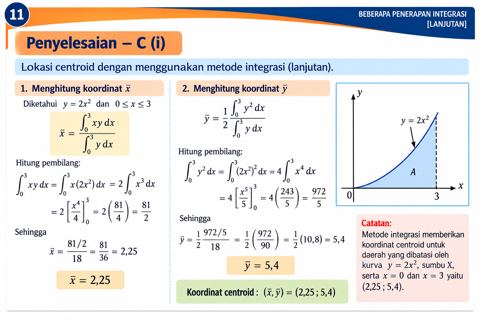 11
BEBERAPA PENERAPAN INTEGRASI
[LANJUTAN]
Penyelesaian – C (i)
Lokasi centroid dengan menggunakan metode integrasi (lanjutan).
1. Menghitung koordinat x̄
Diketahui y = 2x² dan 0 ≤ x ≤ 3
x̄ = ∫₀³ xy dx / ∫₀³ y dx
Hitung pembilang:
∫₀³ xy dx = ∫₀³ x(2x²) dx = 2 ∫₀³ x³ dx
= 2 [x⁴/4]₀³ = 2 (81/4) = 81/2
Sehingga
x̄ = 81/2 / 18 = 81/36 = 2,25
x̄ = 2,25
2. Menghitung koordinat ȳ
ȳ = 1/2 ∫₀³ y² dx / ∫₀³ y dx
Hitung pembilang:
∫₀³ y² dx = ∫₀³ (2x²)² dx = 4 ∫₀³ x⁴ dx
= 4 [x⁵/5]₀³ = 4 (243/5) = 972/5
Sehingga
ȳ = 1/2 972/5 / 18 = 1/2 (972/90) = 1/2 (10,8) = 5,4
ȳ = 5,4
Koordinat centroid : (x̄, ȳ) = (2,25 ; 5,4)
y
y = 2x²
A
x
0
3
Catatan:
Metode integrasi memberikan
koordinat centroid untuk
daerah yang dibatasi oleh
kurva y = 2x², sumbu X,
serta x = 0 dan x = 3 yaitu
(2,25 ; 5,4).